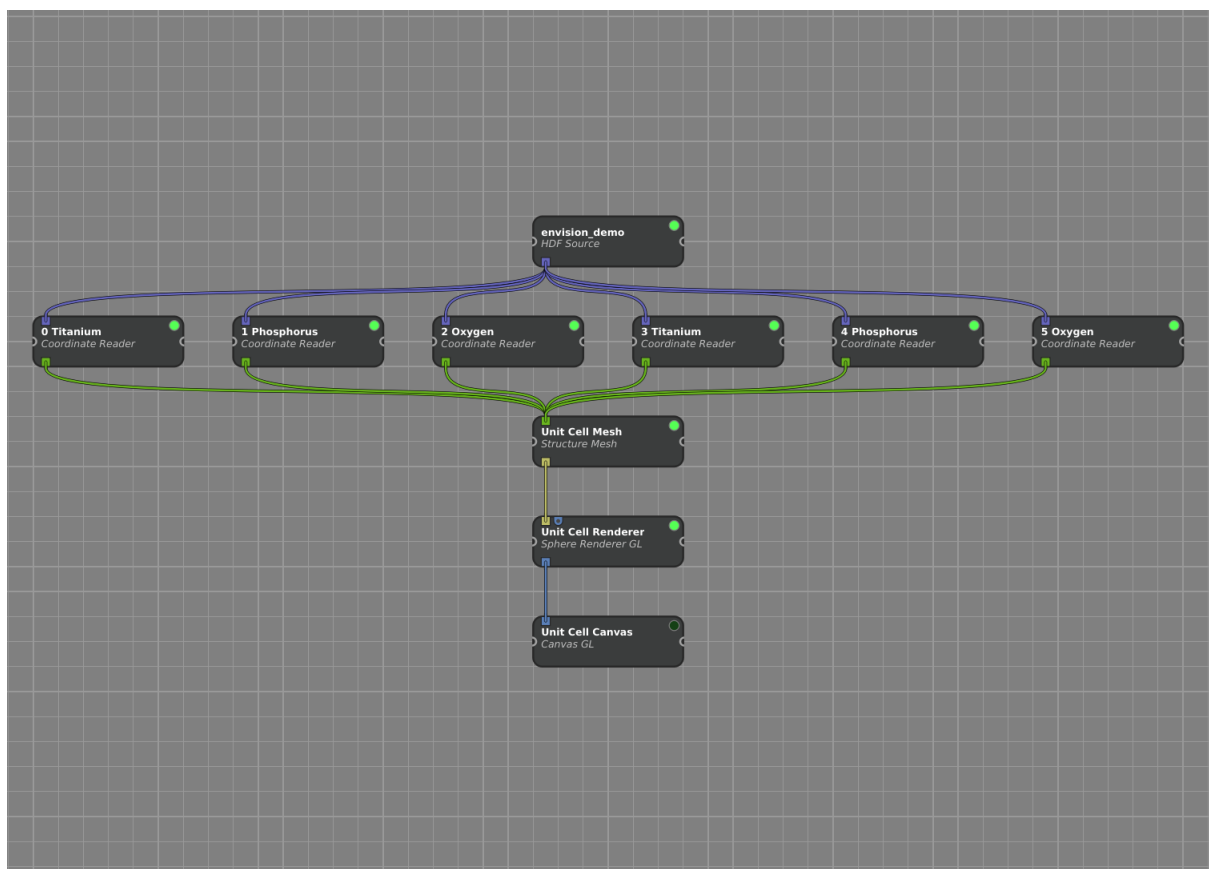 envision_demo
HDF Source
0 Titanium
Coordinate Reader
1 Phosphorus
Coordinate Reader
2 Oxygen
Coordinate Reader
3 Titanium
Coordinate Reader
4 Phosphorus
Coordinate Reader
5 Oxygen
Coordinate Reader
Unit Cell Mesh
Structure Mesh
Unit Cell Renderer
Sphere Renderer GL
Unit Cell Canvas
Canvas GL